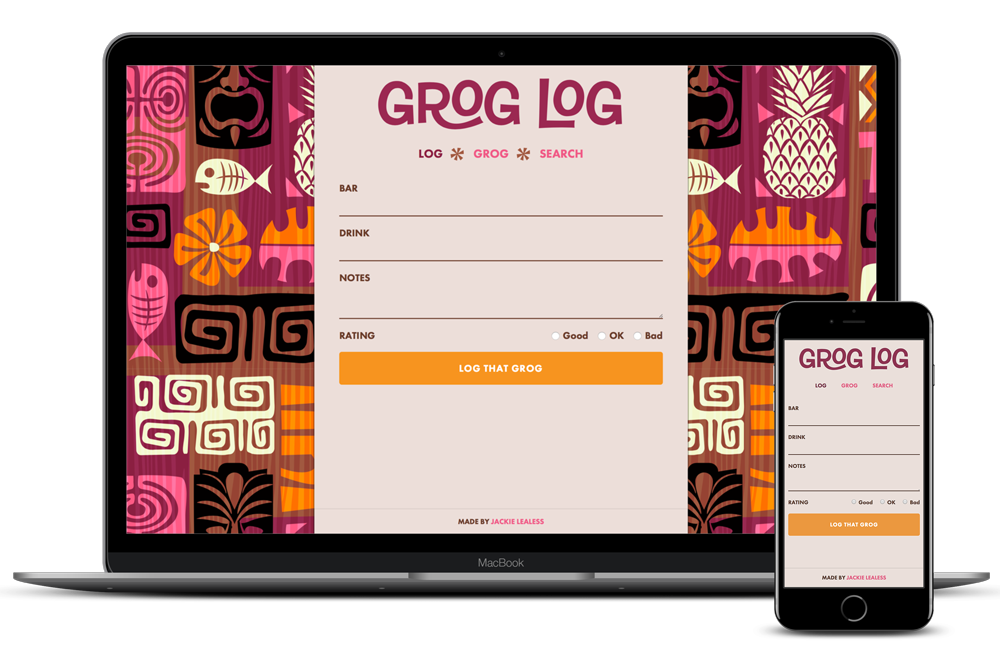 GROG LOG
LOG * GROG * SEARCH
BAR
DRINK
NOTES
RATING Good OK Bad
LOG THAT GROG
MADE BY JACKIE LEALESS
MacBook
GROG LOG
LOG GROG SEARCH
BAR
DRINK
NOTES
RATING Good OK Bad
LOG THAT GROG
MADE BY JACKIE LEALESS